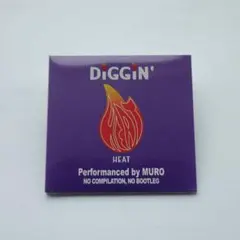 DiGGiN'
HEAT
Performanced by MURO
NO COMPILATION, NO BOOTLEG